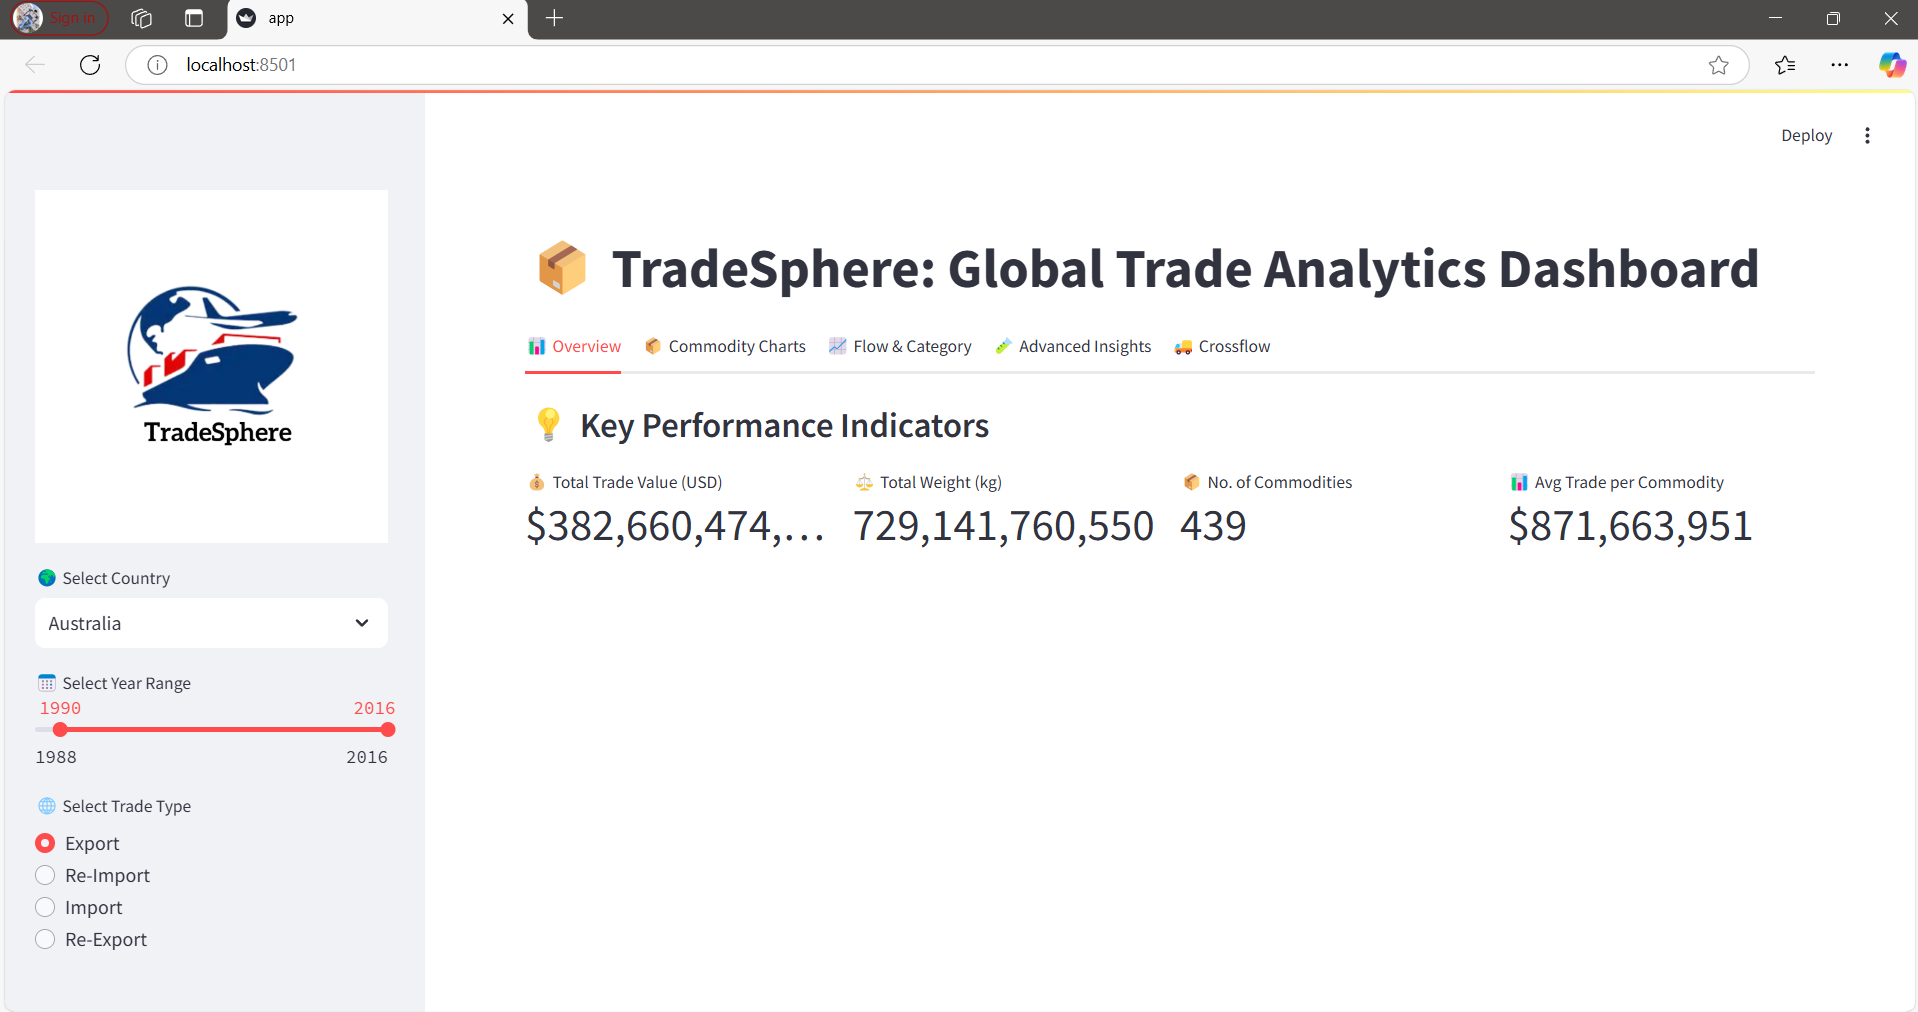 Sign in
app
localhost:8501
Deploy
TradeSphere
Select Country
Australia
Select Year Range
1990 2016
1988 2016
Select Trade Type
Export
Re-Import
Import
Re-Export
TradeSphere: Global Trade Analytics Dashboard
Overview Commodity Charts Flow & Category Advanced Insights Crossflow
Key Performance Indicators
Total Trade Value (USD) Total Weight (kg) No. of Commodities Avg Trade per Commodity
$382,660,474,... 729,141,760,550 439 $871,663,951